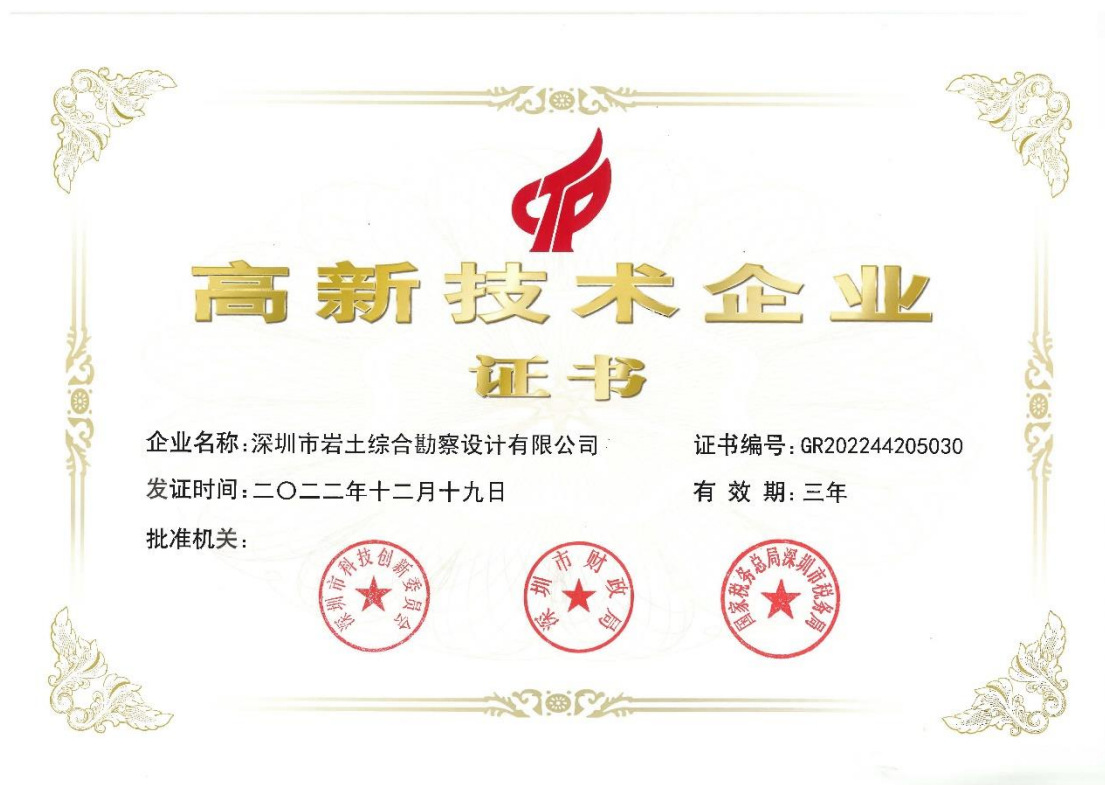 高新技术企业
证书
企业名称:深圳市岩土综合勘察设计有限公司
证书编号:GR202244205030
发证时间:二〇二二年十二月十九日
有效期:三年
批准机关:
深圳市科技创新委员会
深圳市财政局
国家税务总局深圳市税务局